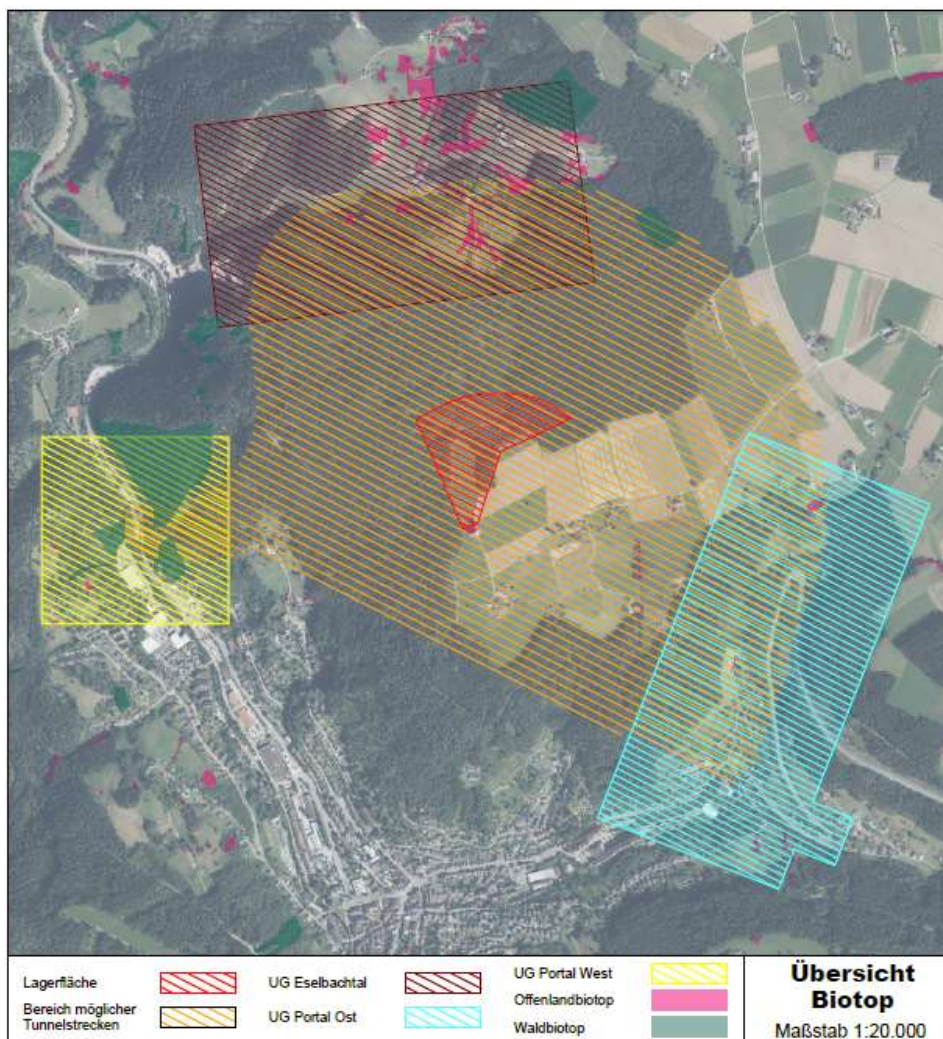 Lagerfläche
Bereich möglicher
Tunnelstrecken
UG Eselbachtal
UG Portal Ost
UG Portal West
Offenlandbiotop
Waldbiotop
Übersicht
Biotop
Maßstab 1:20.000